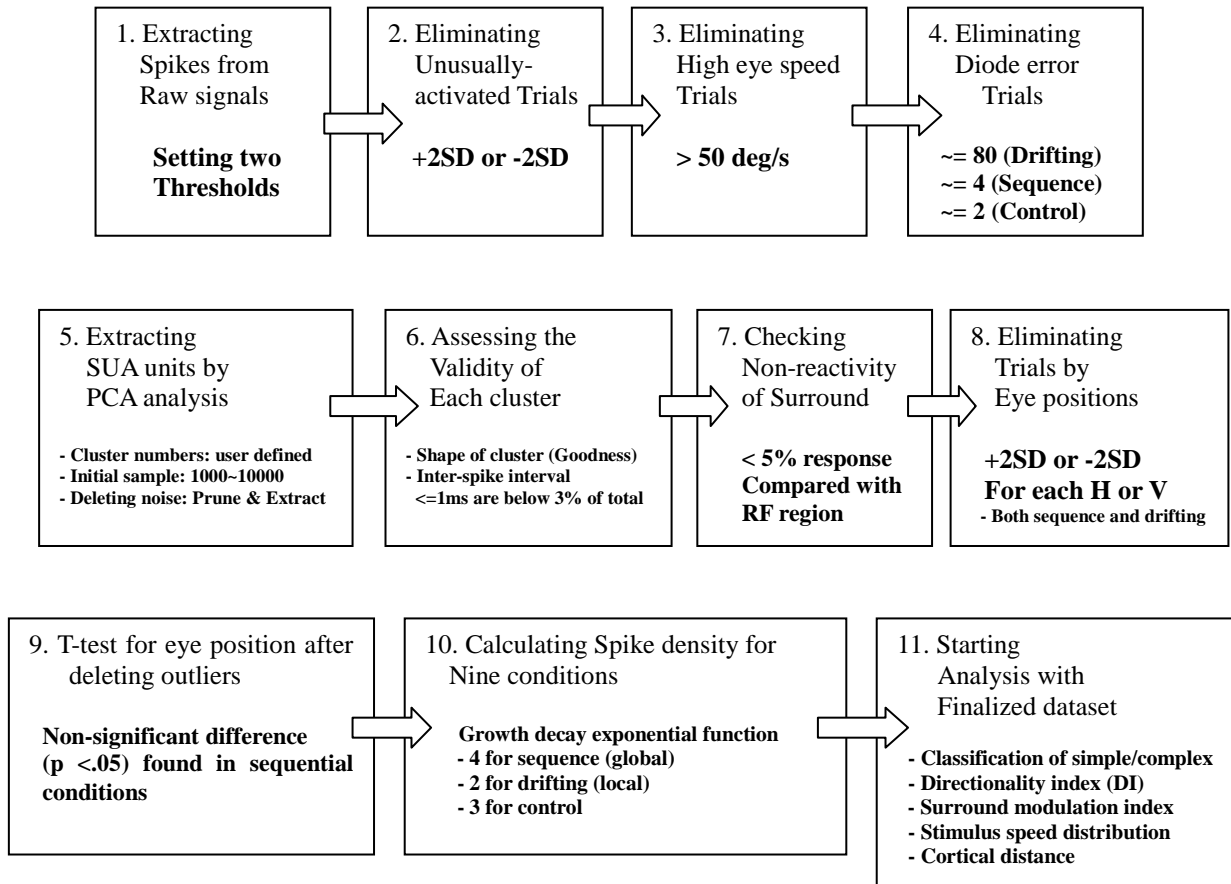 1. Extracting
Spikes from
Raw signals
Setting two
Thresholds
2. Eliminating
Unusually-
activated Trials
+2SD or -2SD
3. Eliminating
High eye speed
Trials
> 50 deg/s
4. Eliminating
Diode error
Trials
~= 80 (Drifting)
~= 4 (Sequence)
~= 2 (Control)
5. Extracting
SUA units by
PCA analysis
- Cluster numbers: user defined
- Initial sample: 1000~10000
- Deleting noise: Prune & Extract
6. Assessing the
Validity of
Each cluster
- Shape of cluster (Goodness)
- Inter-spike interval
<=1ms are below 3% of total
7. Checking
Non-reactivity
of Surround
< 5% response
Compared with
RF region
8. Eliminating
Trials by
Eye positions
+2SD or -2SD
For each H or V
- Both sequence and drifting
9. T-test for eye position after
deleting outliers
Non-significant difference
(p <.05) found in sequential
conditions
10. Calculating Spike density for
Nine conditions
Growth decay exponential function
- 4 for sequence (global)
- 2 for drifting (local)
- 3 for control
11. Starting
Analysis with
Finalized dataset
- Classification of simple/complex
- Directionality index (DI)
- Surround modulation index
- Stimulus speed distribution
- Cortical distance